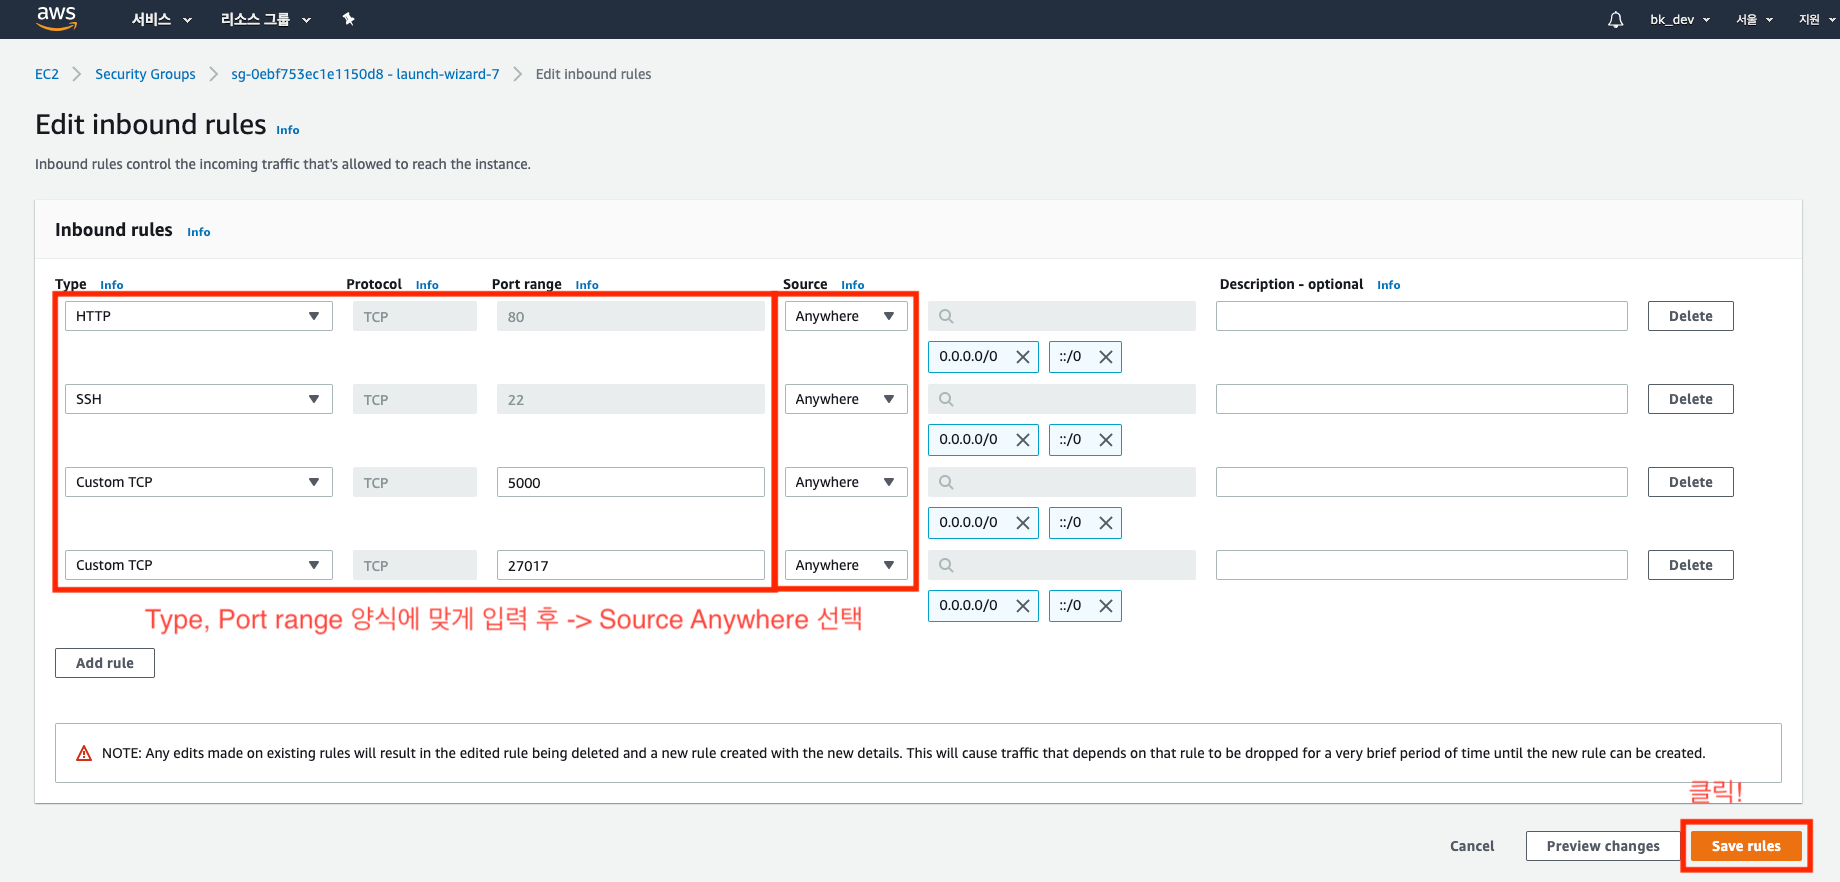 aws 서비스 리소스 그룹 bk_dev 서울 지원
EC2 Security Groups sg-0ebf753ec1e1150d8 - launch-wizard-7 Edit inbound rules
Edit inbound rules Info
Inbound rules control the incoming traffic that's allowed to reach the instance.
Inbound rules Info
Type Info Protocol Info Port range Info Source Info Description - optional Info
HTTP TCP 80 Anywhere Delete
0.0.0.0/0 ::/0
SSH TCP 22 Anywhere Delete
0.0.0.0/0 ::/0
Custom TCP TCP 5000 Anywhere Delete
0.0.0.0/0 ::/0
Custom TCP TCP 27017 Anywhere Delete
0.0.0.0/0 ::/0
Type, Port range 양식에 맞게 입력 후 -> Source Anywhere 선택
Add rule
NOTE: Any edits made on existing rules will result in the edited rule being deleted and a new rule created with the new details. This will cause traffic that depends on that rule to be dropped for a very brief period of time until the new rule can be created.
클릭!
Cancel Preview changes Save rules